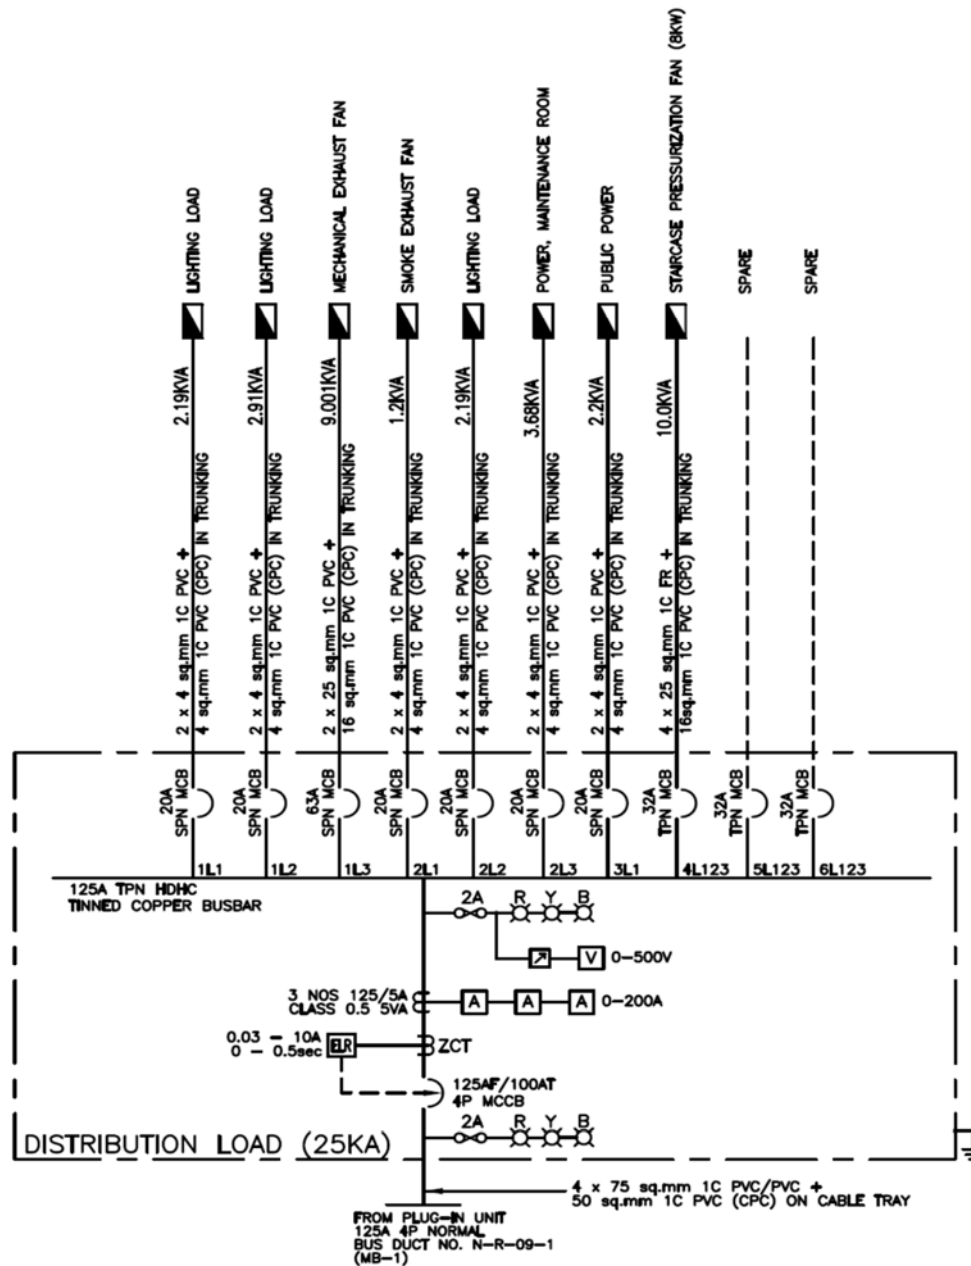 LIGHTING LOAD
LIGHTING LOAD
MECHANICAL EXHAUST FAN
SMOKE EXHAUST FAN
LIGHTING LOAD
POWER, MAINTENANCE ROOM
PUBLIC POWER
STAIRCASE PRESSURIZATION FAN (8KW)
SPARE
SPARE
2.19KVA
2.91KVA
9.001KVA
1.2KVA
2.19KVA
3.68KVA
2.2KVA
10.0KVA
2 x 4 sq.mm 1C PVC +
4 sq.mm 1C PVC (CPC) IN TRUNKING
2 x 4 sq.mm 1C PVC +
4 sq.mm 1C PVC (CPC) IN TRUNKING
2 x 25 sq.mm 1C PVC +
16 sq.mm 1C PVC (CPC) IN TRUNKING
2 x 4 sq.mm 1C PVC +
4 sq.mm 1C PVC (CPC) IN TRUNKING
2 x 4 sq.mm 1C PVC +
4 sq.mm 1C PVC (CPC) IN TRUNKING
2 x 4 sq.mm 1C PVC +
4 sq.mm 1C PVC (CPC) IN TRUNKING
2 x 4 sq.mm 1C PVC +
4 sq.mm 1C PVC (CPC) IN TRUNKING
4 x 25 sq.mm 1C FR +
16sq.mm 1C PVC (CPC) IN TRUNKING
20A
SPN MCB
20A
SPN MCB
63A
SPN MCB
20A
SPN MCB
20A
SPN MCB
20A
SPN MCB
20A
SPN MCB
32A
TPN MCB
32A
TPN MCB
32A
TPN MCB
1L1
1L2
1L3
2L1
2L2
2L3
3L1
4L123
5L123
6L123
125A TPN HDHC
TINNED COPPER BUSBAR
2A
R Y B
V 0-500V
3 NOS 125/5A
CLASS 0.5 5VA
A A A 0-200A
0.03 - 10A
0 - 0.5sec
ELR
ZCT
125AF/100AT
4P MCCB
2A
R Y B
DISTRIBUTION LOAD (25KA)
4 x 75 sq.mm 1C PVC/PVC +
50 sq.mm 1C PVC (CPC) ON CABLE TRAY
FROM PLUG-IN UNIT
125A 4P NORMAL
BUS DUCT NO. N-R-09-1
(MB-1)